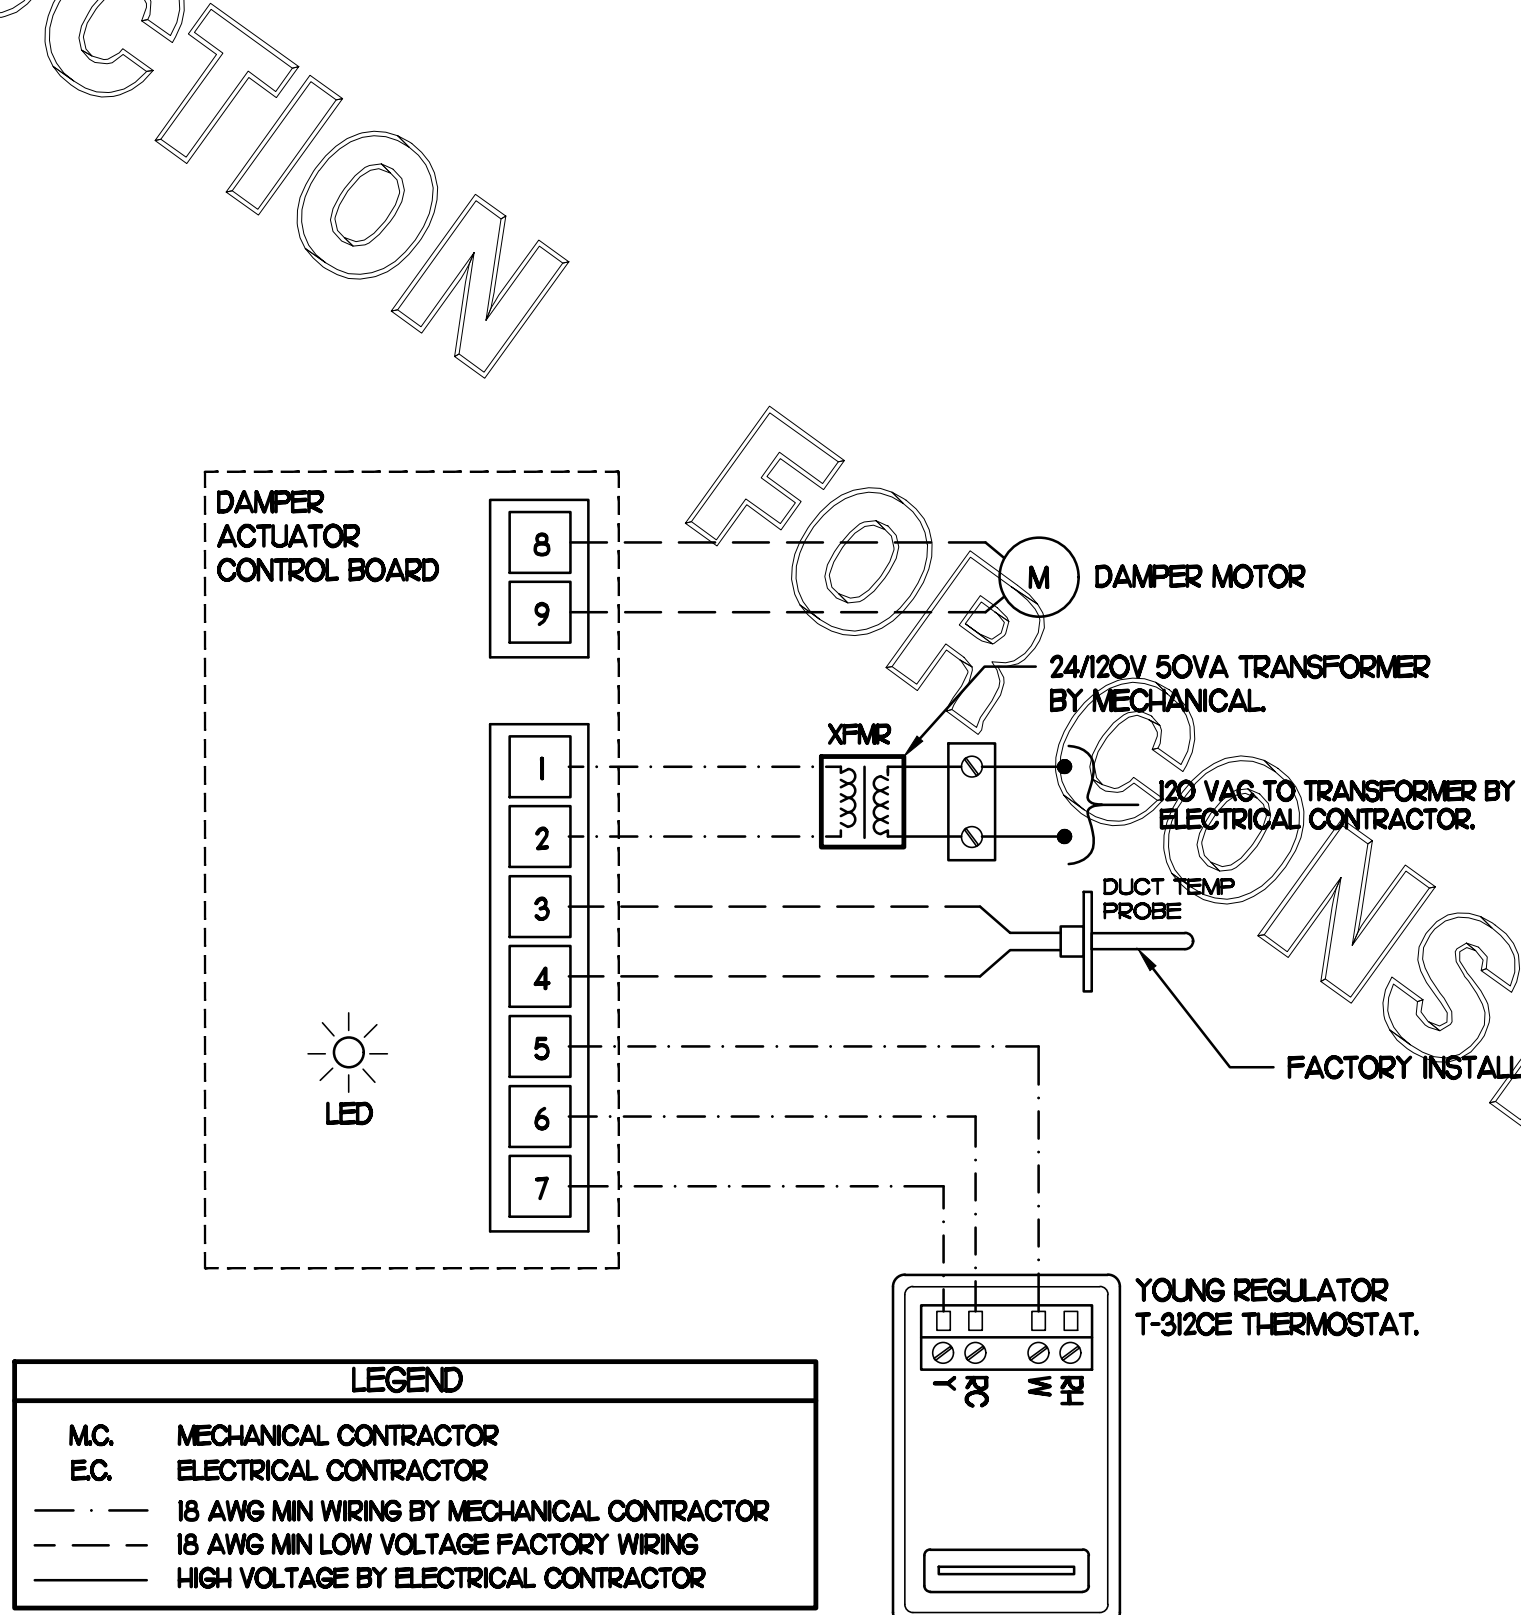 CTION
FOR CONS
DAMPER
ACTUATOR
CONTROL BOARD
8
9
M
DAMPER MOTOR
24/120V 50VA TRANSFORMER
BY MECHANICAL.
XFMR
1
2
120 VAC TO TRANSFORMER BY
ELECTRICAL CONTRACTOR.
3
4
DUCT TEMP
PROBE
FACTORY INSTALL
5
6
7
LED
YOUNG REGULATOR
T-312CE THERMOSTAT.
Y RC W RH
LEGEND
M.C. MECHANICAL CONTRACTOR
E.C. ELECTRICAL CONTRACTOR
18 AWG MIN WIRING BY MECHANICAL CONTRACTOR
18 AWG MIN LOW VOLTAGE FACTORY WIRING
HIGH VOLTAGE BY ELECTRICAL CONTRACTOR